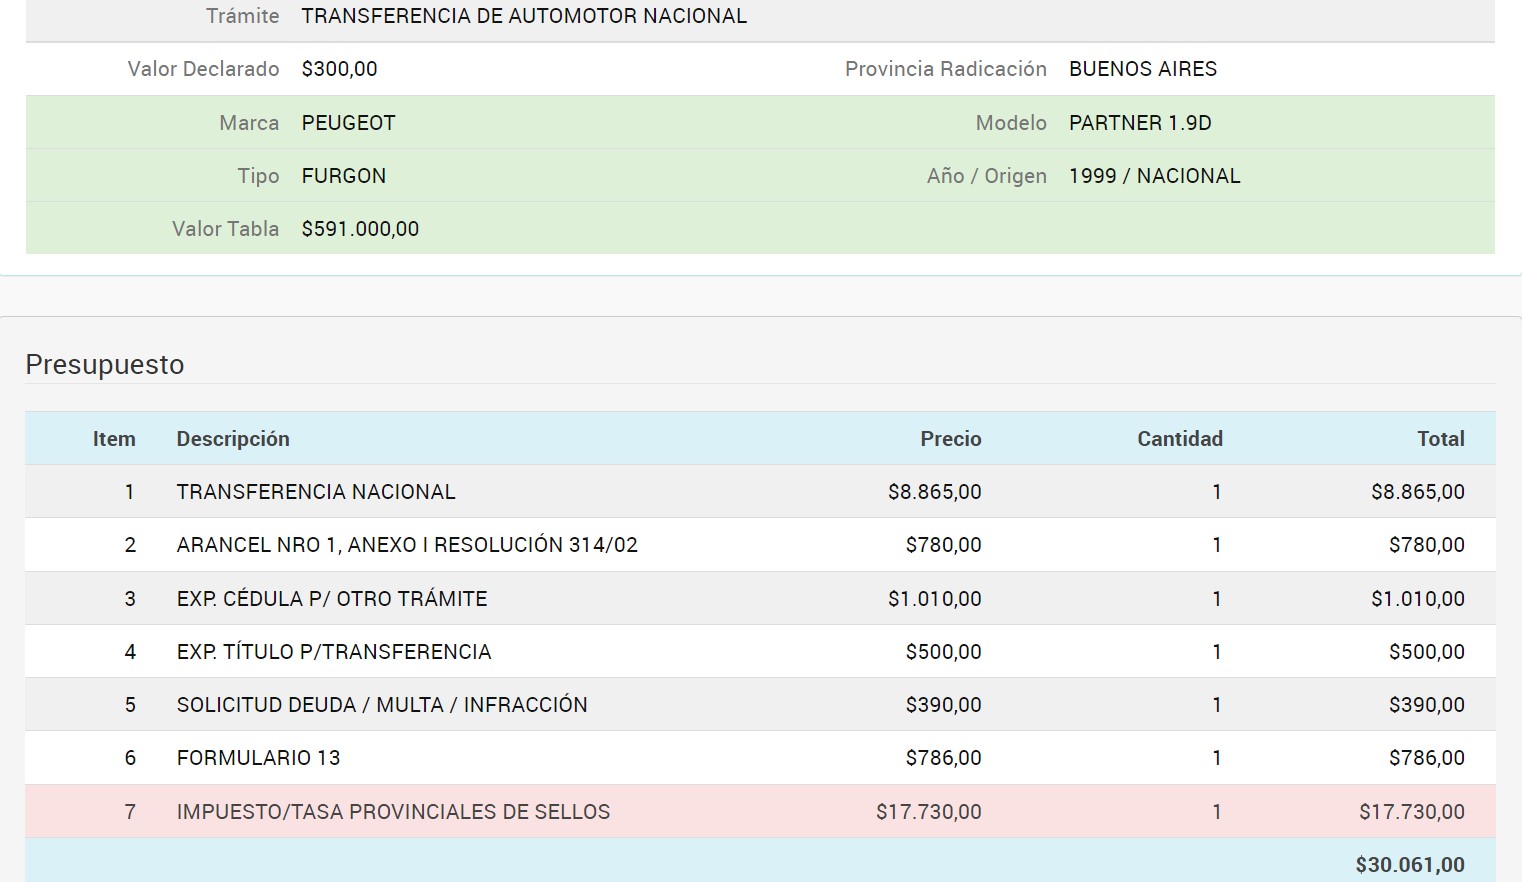 Trámite TRANSFERENCIA DE AUTOMOTOR NACIONAL
Valor Declarado $300,00 Provincia Radicación BUENOS AIRES
Marca PEUGEOT Modelo PARTNER 1.9D
Tipo FURGON Año / Origen 1999 / NACIONAL
Valor Tabla $591.000,00
Presupuesto
Item Descripción Precio Cantidad Total
1 TRANSFERENCIA NACIONAL $8.865,00 1 $8.865,00
2 ARANCEL NRO 1, ANEXO I RESOLUCIÓN 314/02 $780,00 1 $780,00
3 EXP. CÉDULA P/ OTRO TRÁMITE $1.010,00 1 $1.010,00
4 EXP. TÍTULO P/TRANSFERENCIA $500,00 1 $500,00
5 SOLICITUD DEUDA / MULTA / INFRACCIÓN $390,00 1 $390,00
6 FORMULARIO 13 $786,00 1 $786,00
7 IMPUESTO/TASA PROVINCIALES DE SELLOS $17.730,00 1 $17.730,00
$30.061,00